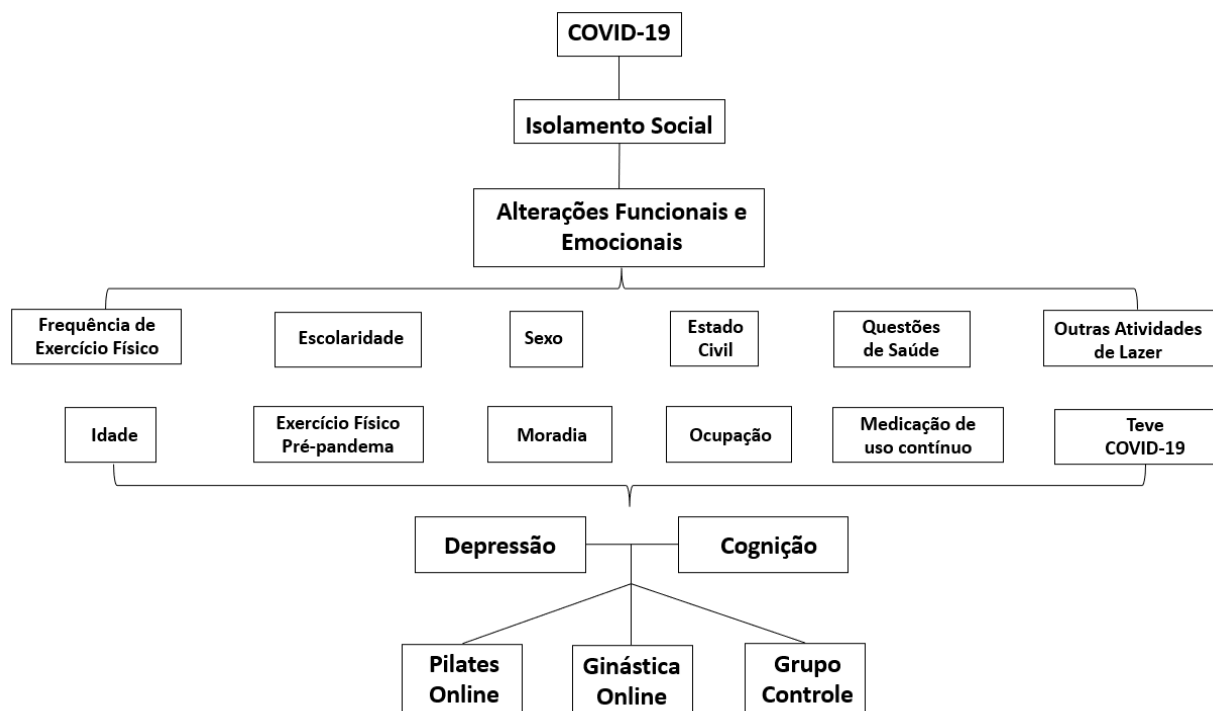 COVID-19
Isolamento Social
Alterações Funcionais e
Emocionais
Frequência de
Exercício Físico
Escolaridade
Sexo
Estado
Civil
Questões
de Saúde
Outras Atividades
de Lazer
Idade
Exercício Físico
Pré-pandema
Moradia
Ocupação
Medicação de
uso contínuo
Teve
COVID-19
Depressão
Cognição
Pilates
Online
Ginástica
Online
Grupo
Controle